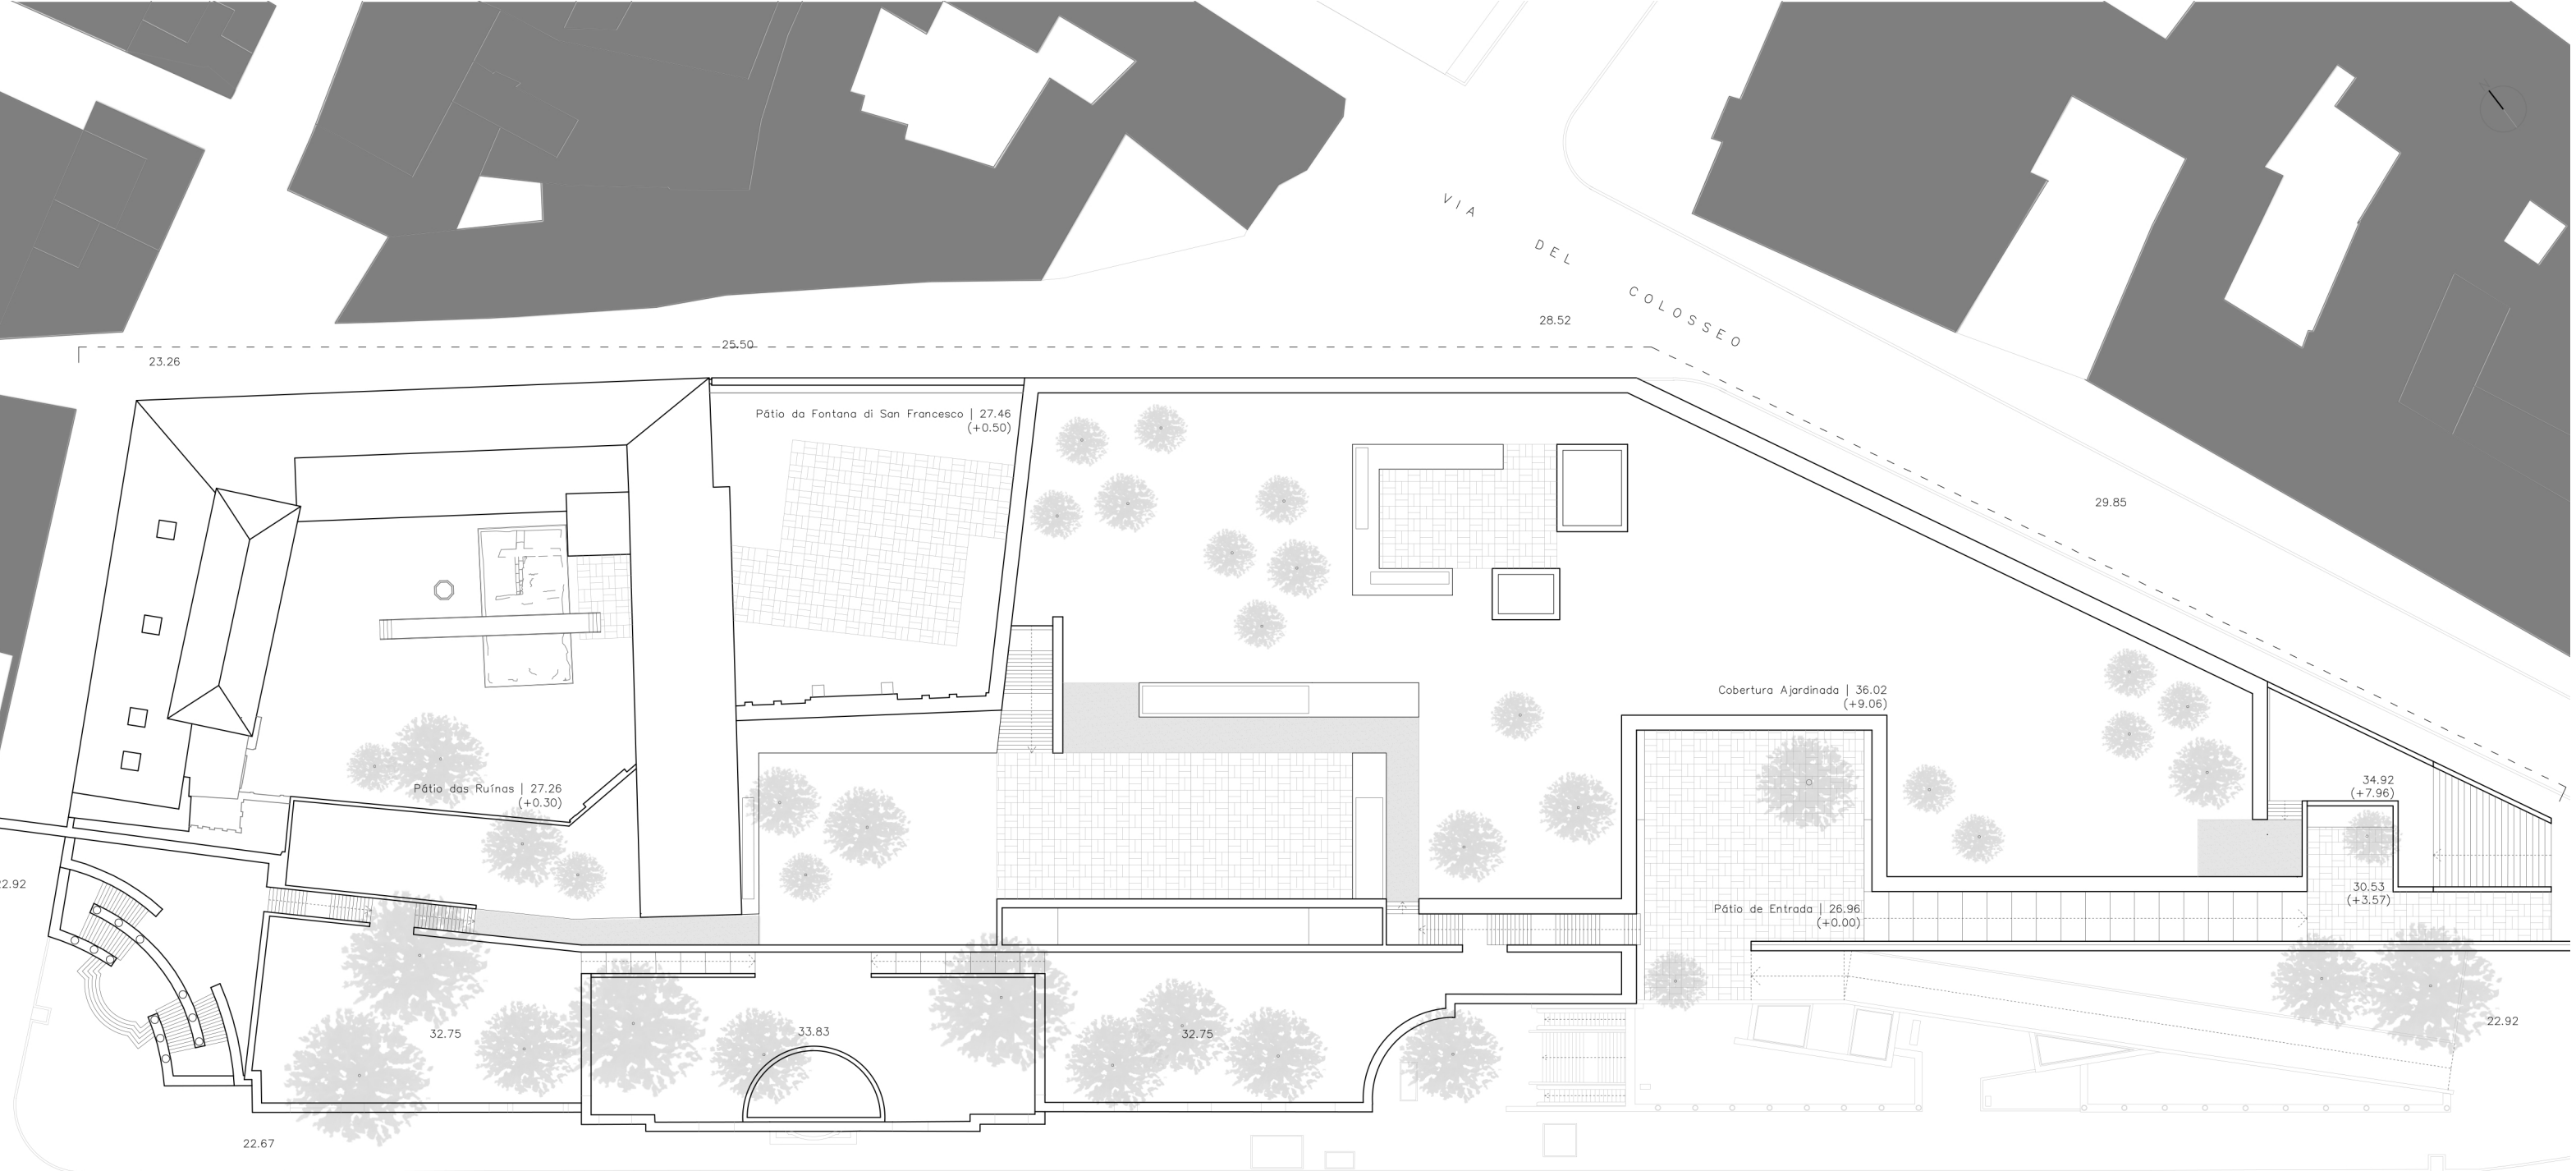 VIA
DEL
COLOSSEO
28.52
25.50
23.26
Pátio da Fontana di San Francesco | 27.46
(+0.50)
29.85
Cobertura Ajardinada | 36.02
(+9.06)
34.92
(+7.96)
Pátio das Ruínas | 27.26
(+0.30)
22.92
30.53
(+3.57)
Pátio de Entrada | 26.96
(+0.00)
32.75
33.83
32.75
22.92
22.67